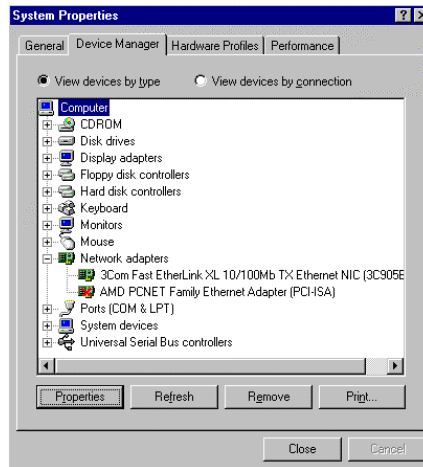 System Properties
General Device Manager Hardware Profiles Performance
View devices by type View devices by connection
Computer
CDROM
Disk drives
Display adapters
Floppy disk controllers
Hard disk controllers
Keyboard
Monitors
Mouse
Network adapters
3Com Fast EtherLink XL 10/100Mb TX Ethernet NIC (3C905E
AMD PCNET Family Ethernet Adapter (PCI-ISA)
Ports (COM & LPT)
System devices
Universal Serial Bus controllers
Properties Refresh Remove Print...
Close Cancel